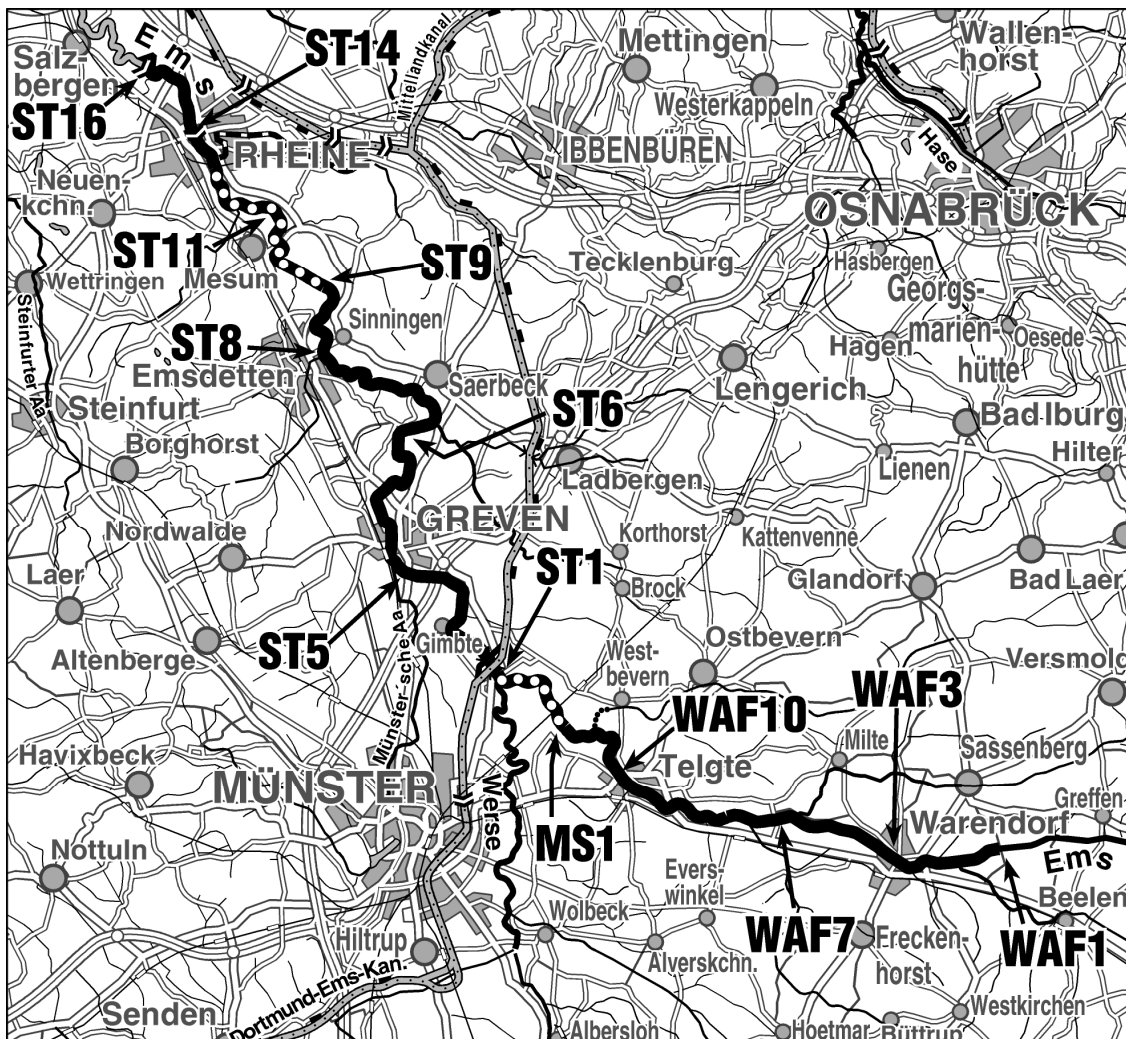 Ems
Salz-
bergen
ST14
ST16
Mittellandkanal
Mettingen
Westerkappeln
Wallen-
horst
RHEINE
IBBENBÜREN
Hase
Neuen-
kchn.
OSNABRÜCK
ST11
Mesum
Wettringen
ST9
Tecklenburg
Hasbergen
Georgs-
marien-
hütte
Oesede
Steinfurter Aa
Sinningen
ST8
Emsdetten
Hagen
Saerbeck
Lengerich
Steinfurt
ST6
Bad Iburg
Borghorst
Lienen
Hilter
Ladbergen
GREVEN
Nordwalde
Korthorst
Kattenvenne
Laer
ST1
Brock
Glandorf
Bad Laer
Gimbte
ST5
Altenberge
Münster-sche Aa
West-
bevern
Ostbevern
Versmold
WAF3
WAF10
Milte
Sassenberg
Havixbeck
Telgte
MÜNSTER
Werse
Greffen
Warendorf
MS1
Ems
Nottuln
Evers-
winkel
Beelen
Wolbeck
WAF7
Frecken-
horst
WAF1
Hiltrup
Alverskchn.
Dortmund-Ems-Kan.
Westkirchen
Senden
Albersloh
Hoetmar
Büttrup